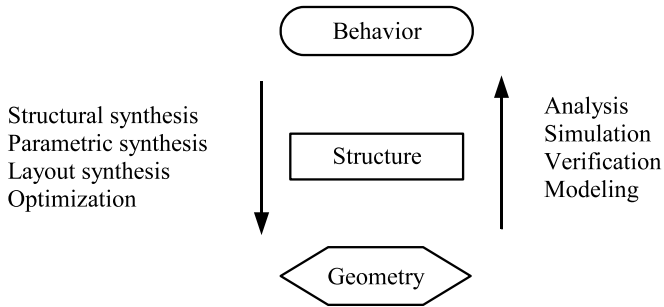 Behavior
Structural synthesis
Parametric synthesis
Layout synthesis
Optimization
Structure
Analysis
Simulation
Verification
Modeling
Geometry